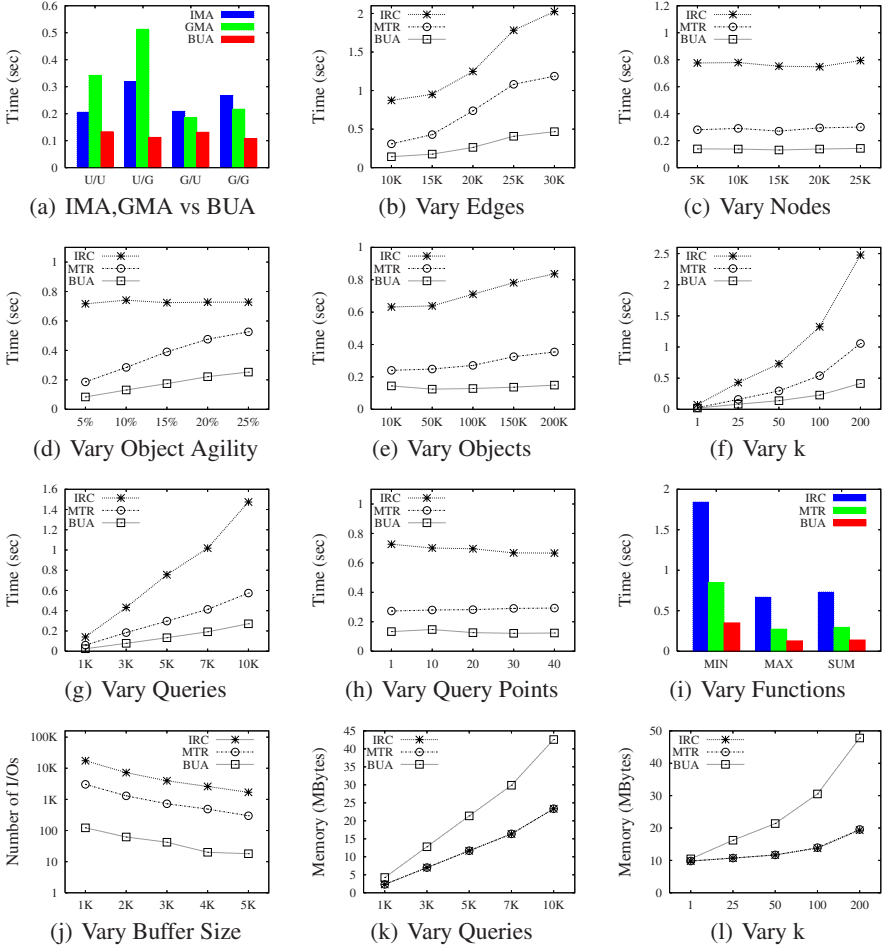 0.6
0.5
0.4
0.3
0.2
0.1
0
Time (sec)
IMA
GMA
BUA
U/U U/G G/U G/G
(a) IMA,GMA vs BUA
2
1.5
1
0.5
0
Time (sec)
IRC
MTR
BUA
10K 15K 20K 25K 30K
(b) Vary Edges
1.2
1
0.8
0.6
0.4
0.2
0
Time (sec)
IRC
MTR
BUA
5K 10K 15K 20K 25K
(c) Vary Nodes
1
0.8
0.6
0.4
0.2
0
Time (sec)
IRC
MTR
BUA
5% 10% 15% 20% 25%
(d) Vary Object Agility
1
0.8
0.6
0.4
0.2
0
Time (sec)
IRC
MTR
BUA
10K 50K 100K 150K 200K
(e) Vary Objects
2.5
2
1.5
1
0.5
0
Time (sec)
IRC
MTR
BUA
1 25 50 100 200
(f) Vary k
1.6
1.4
1.2
1
0.8
0.6
0.4
0.2
0
Time (sec)
IRC
MTR
BUA
1K 3K 5K 7K 10K
(g) Vary Queries
1
0.8
0.6
0.4
0.2
0
Time (sec)
IRC
MTR
BUA
1 10 20 30 40
(h) Vary Query Points
2
1.5
1
0.5
0
Time (sec)
IRC
MTR
BUA
MIN MAX SUM
(i) Vary Functions
100K
10K
1K
100
10
1
Number of I/Os
IRC
MTR
BUA
1K 2K 3K 4K 5K
(j) Vary Buffer Size
45
40
35
30
25
20
15
10
5
0
Memory (MBytes)
IRC
MTR
BUA
1K 3K 5K 7K 10K
(k) Vary Queries
50
40
30
20
10
0
Memory (MBytes)
IRC
MTR
BUA
1 25 50 100 200
(l) Vary k